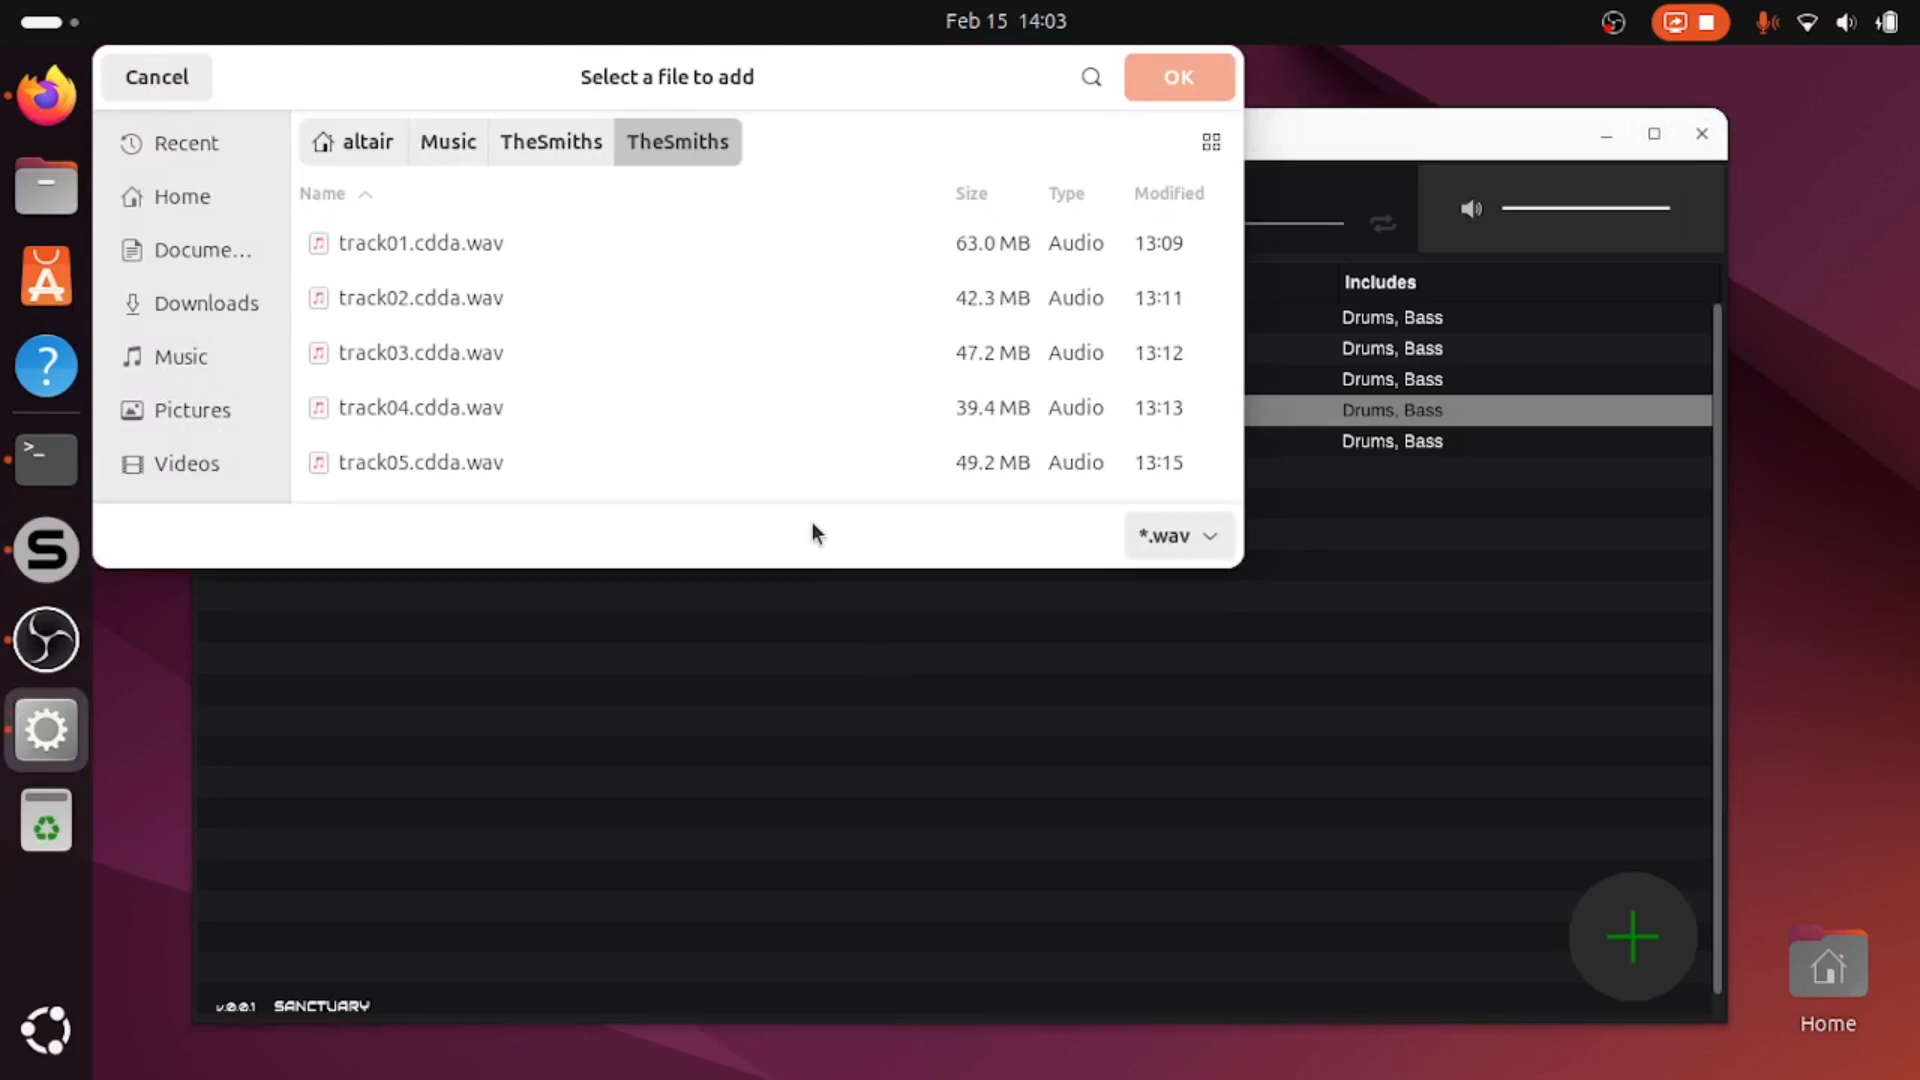 Feb 15 14:03
Cancel
Select a file to add
OK
Recent
Home
Docume...
Downloads
Music
Pictures
Videos
altair
Music
TheSmiths
TheSmiths
Name
Size
Type
Modified
track01.cdda.wav 63.0 MB Audio 13:09
track02.cdda.wav 42.3 MB Audio 13:11
track03.cdda.wav 47.2 MB Audio 13:12
track04.cdda.wav 39.4 MB Audio 13:13
track05.cdda.wav 49.2 MB Audio 13:15
*.wav
Includes
Drums, Bass
Drums, Bass
Drums, Bass
Drums, Bass
Drums, Bass
v.0.0.1 SANCTUARY
Home